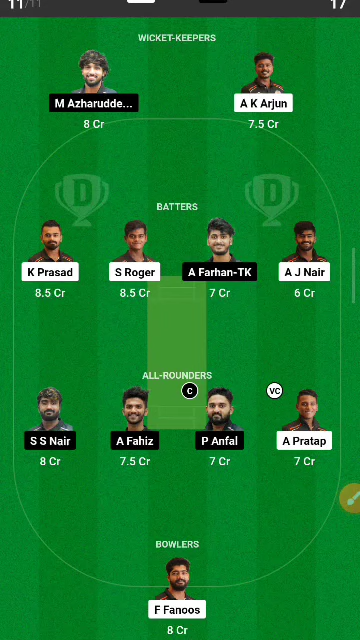 11/11
17
WICKET-KEEPERS
M Azharudde...
A K Arjun
8 Cr
7.5 Cr
D
D
BATTERS
K Prasad
S Roger
A Farhan-TK
A J Nair
8.5 Cr
8.5 Cr
7 Cr
6 Cr
ALL-ROUNDERS
C
VC
S S Nair
A Fahiz
P Anfal
A Pratap
8 Cr
7.5 Cr
7 Cr
7 Cr
BOWLERS
F Fanoos
8 Cr